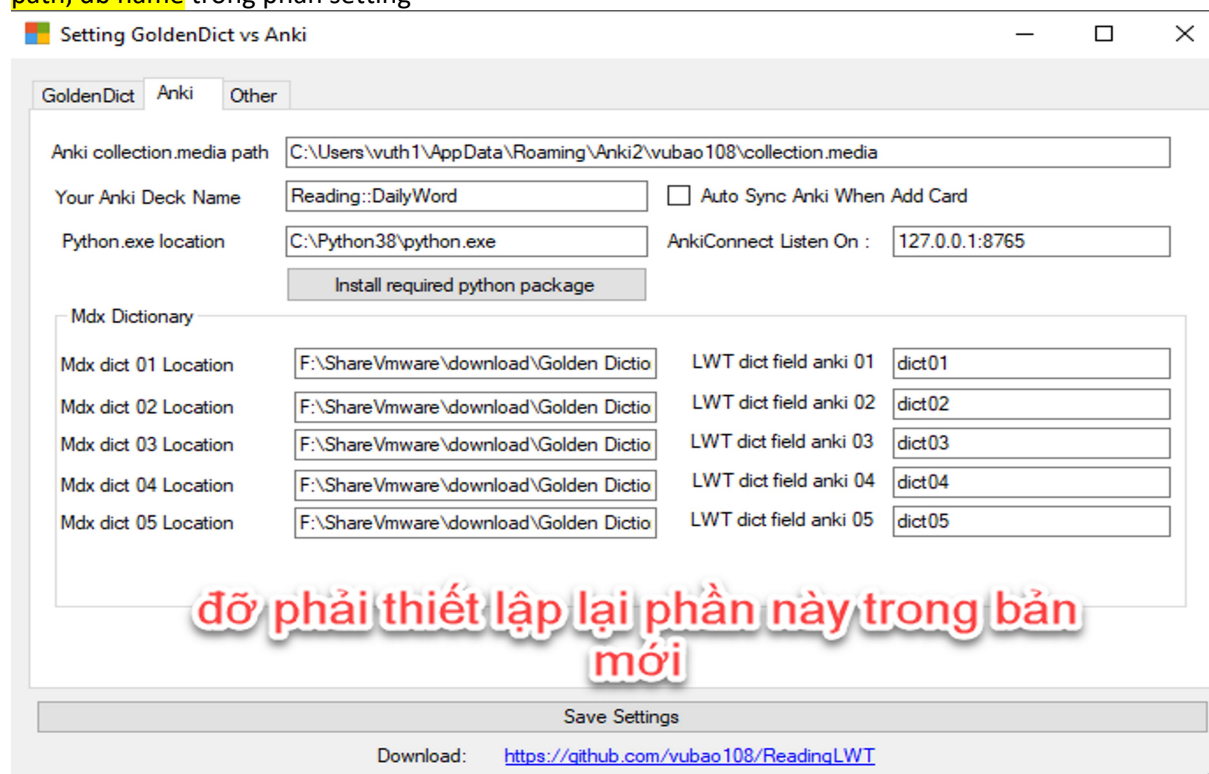 path, db name trong phần setting
Setting GoldenDict vs Anki
GoldenDict Anki Other
Anki collection.media path C:\Users\vuth1\AppData\Roaming\Anki2\vubao108\collection.media
Your Anki Deck Name Reading::DailyWord Auto Sync Anki When Add Card
Python.exe location C:\Python38\python.exe AnkiConnect Listen On : 127.0.0.1:8765
Install required python package
Mdx Dictionary
Mdx dict 01 Location F:\ShareVmware\download\Golden Dictio LWT dict field anki 01 dict01
Mdx dict 02 Location F:\ShareVmware\download\Golden Dictio LWT dict field anki 02 dict02
Mdx dict 03 Location F:\ShareVmware\download\Golden Dictio LWT dict field anki 03 dict03
Mdx dict 04 Location F:\ShareVmware\download\Golden Dictio LWT dict field anki 04 dict04
Mdx dict 05 Location F:\ShareVmware\download\Golden Dictio LWT dict field anki 05 dict05
đỡ phải thiết lập lại phần này trong bản
mới
Save Settings
Download: https://github.com/vubao108/ReadingLWT